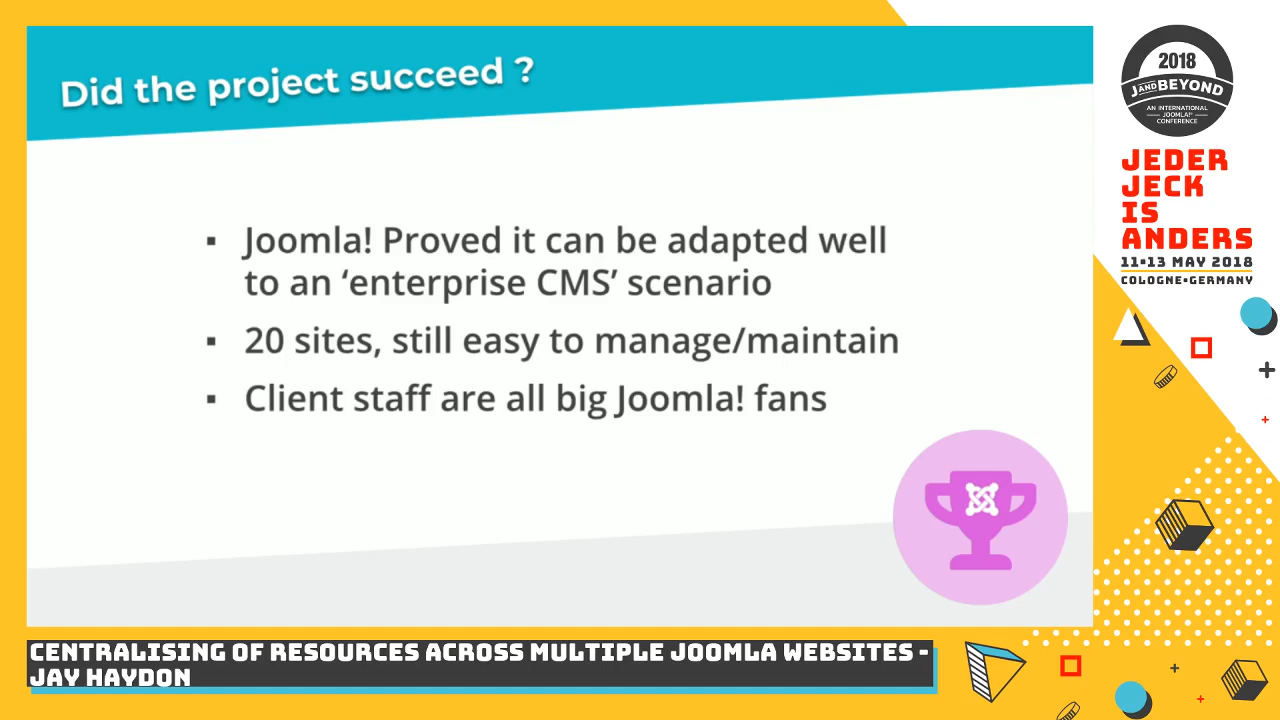 Did the project succeed ?
▪ Joomla! Proved it can be adapted well
to an ‘enterprise CMS’ scenario
▪ 20 sites, still easy to manage/maintain
▪ Client staff are all big Joomla! fans
2018
JANDBEYOND
AN INTERNATIONAL
JOOMLA!®
CONFERENCE
JEDER
JECK
IS
ANDERS
11•13 MAY 2018
COLOGNE•GERMANY
CENTRALISING OF RESOURCES ACROSS MULTIPLE JOOMLA WEBSITES -
JAY HAYDON